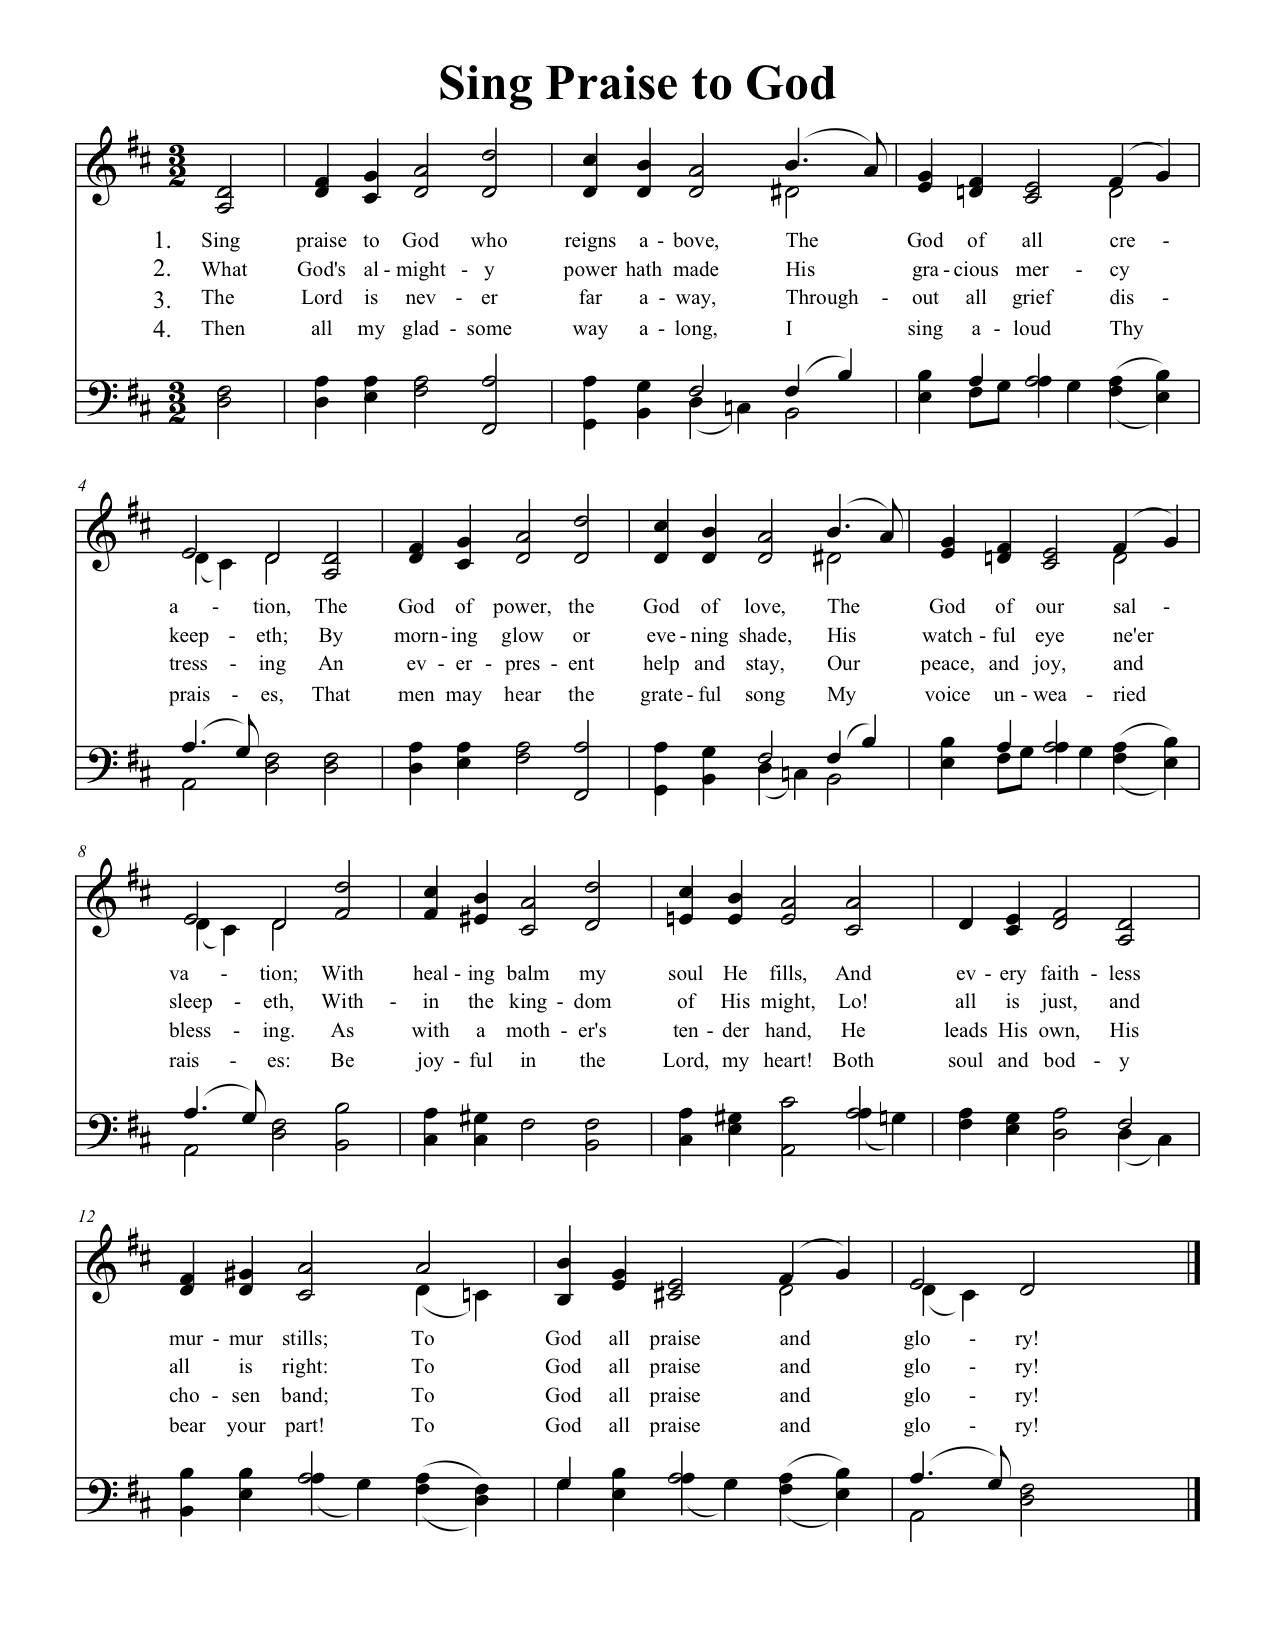 Sing Praise to God
3 2
1. Sing praise to God who reigns a - bove, The God of all cre -
2. What God's al - might - y power hath made His gra - cious mer - cy
3. The Lord is nev - er far a - way, Through - out all grief dis -
4. Then all my glad - some way a - long, I sing a - loud Thy
3 2
4
a - tion, The God of power, the God of love, The God of our sal -
keep - eth; By morn - ing glow or eve - ning shade, His watch - ful eye ne'er
tress - ing An ev - er - pres - ent help and stay, Our peace, and joy, and
prais - es, That men may hear the grate - ful song My voice un - wea - ried
8
va - tion; With heal - ing balm my soul He fills, And ev - ery faith - less
sleep - eth, With - in the king - dom of His might, Lo! all is just, and
bless - ing. As with a moth - er's ten - der hand, He leads His own, His
rais - es: Be joy - ful in the Lord, my heart! Both soul and bod - y
12
mur - mur stills; To God all praise and glo - ry!
all is right: To God all praise and glo - ry!
cho - sen band; To God all praise and glo - ry!
bear your part! To God all praise and glo - ry!